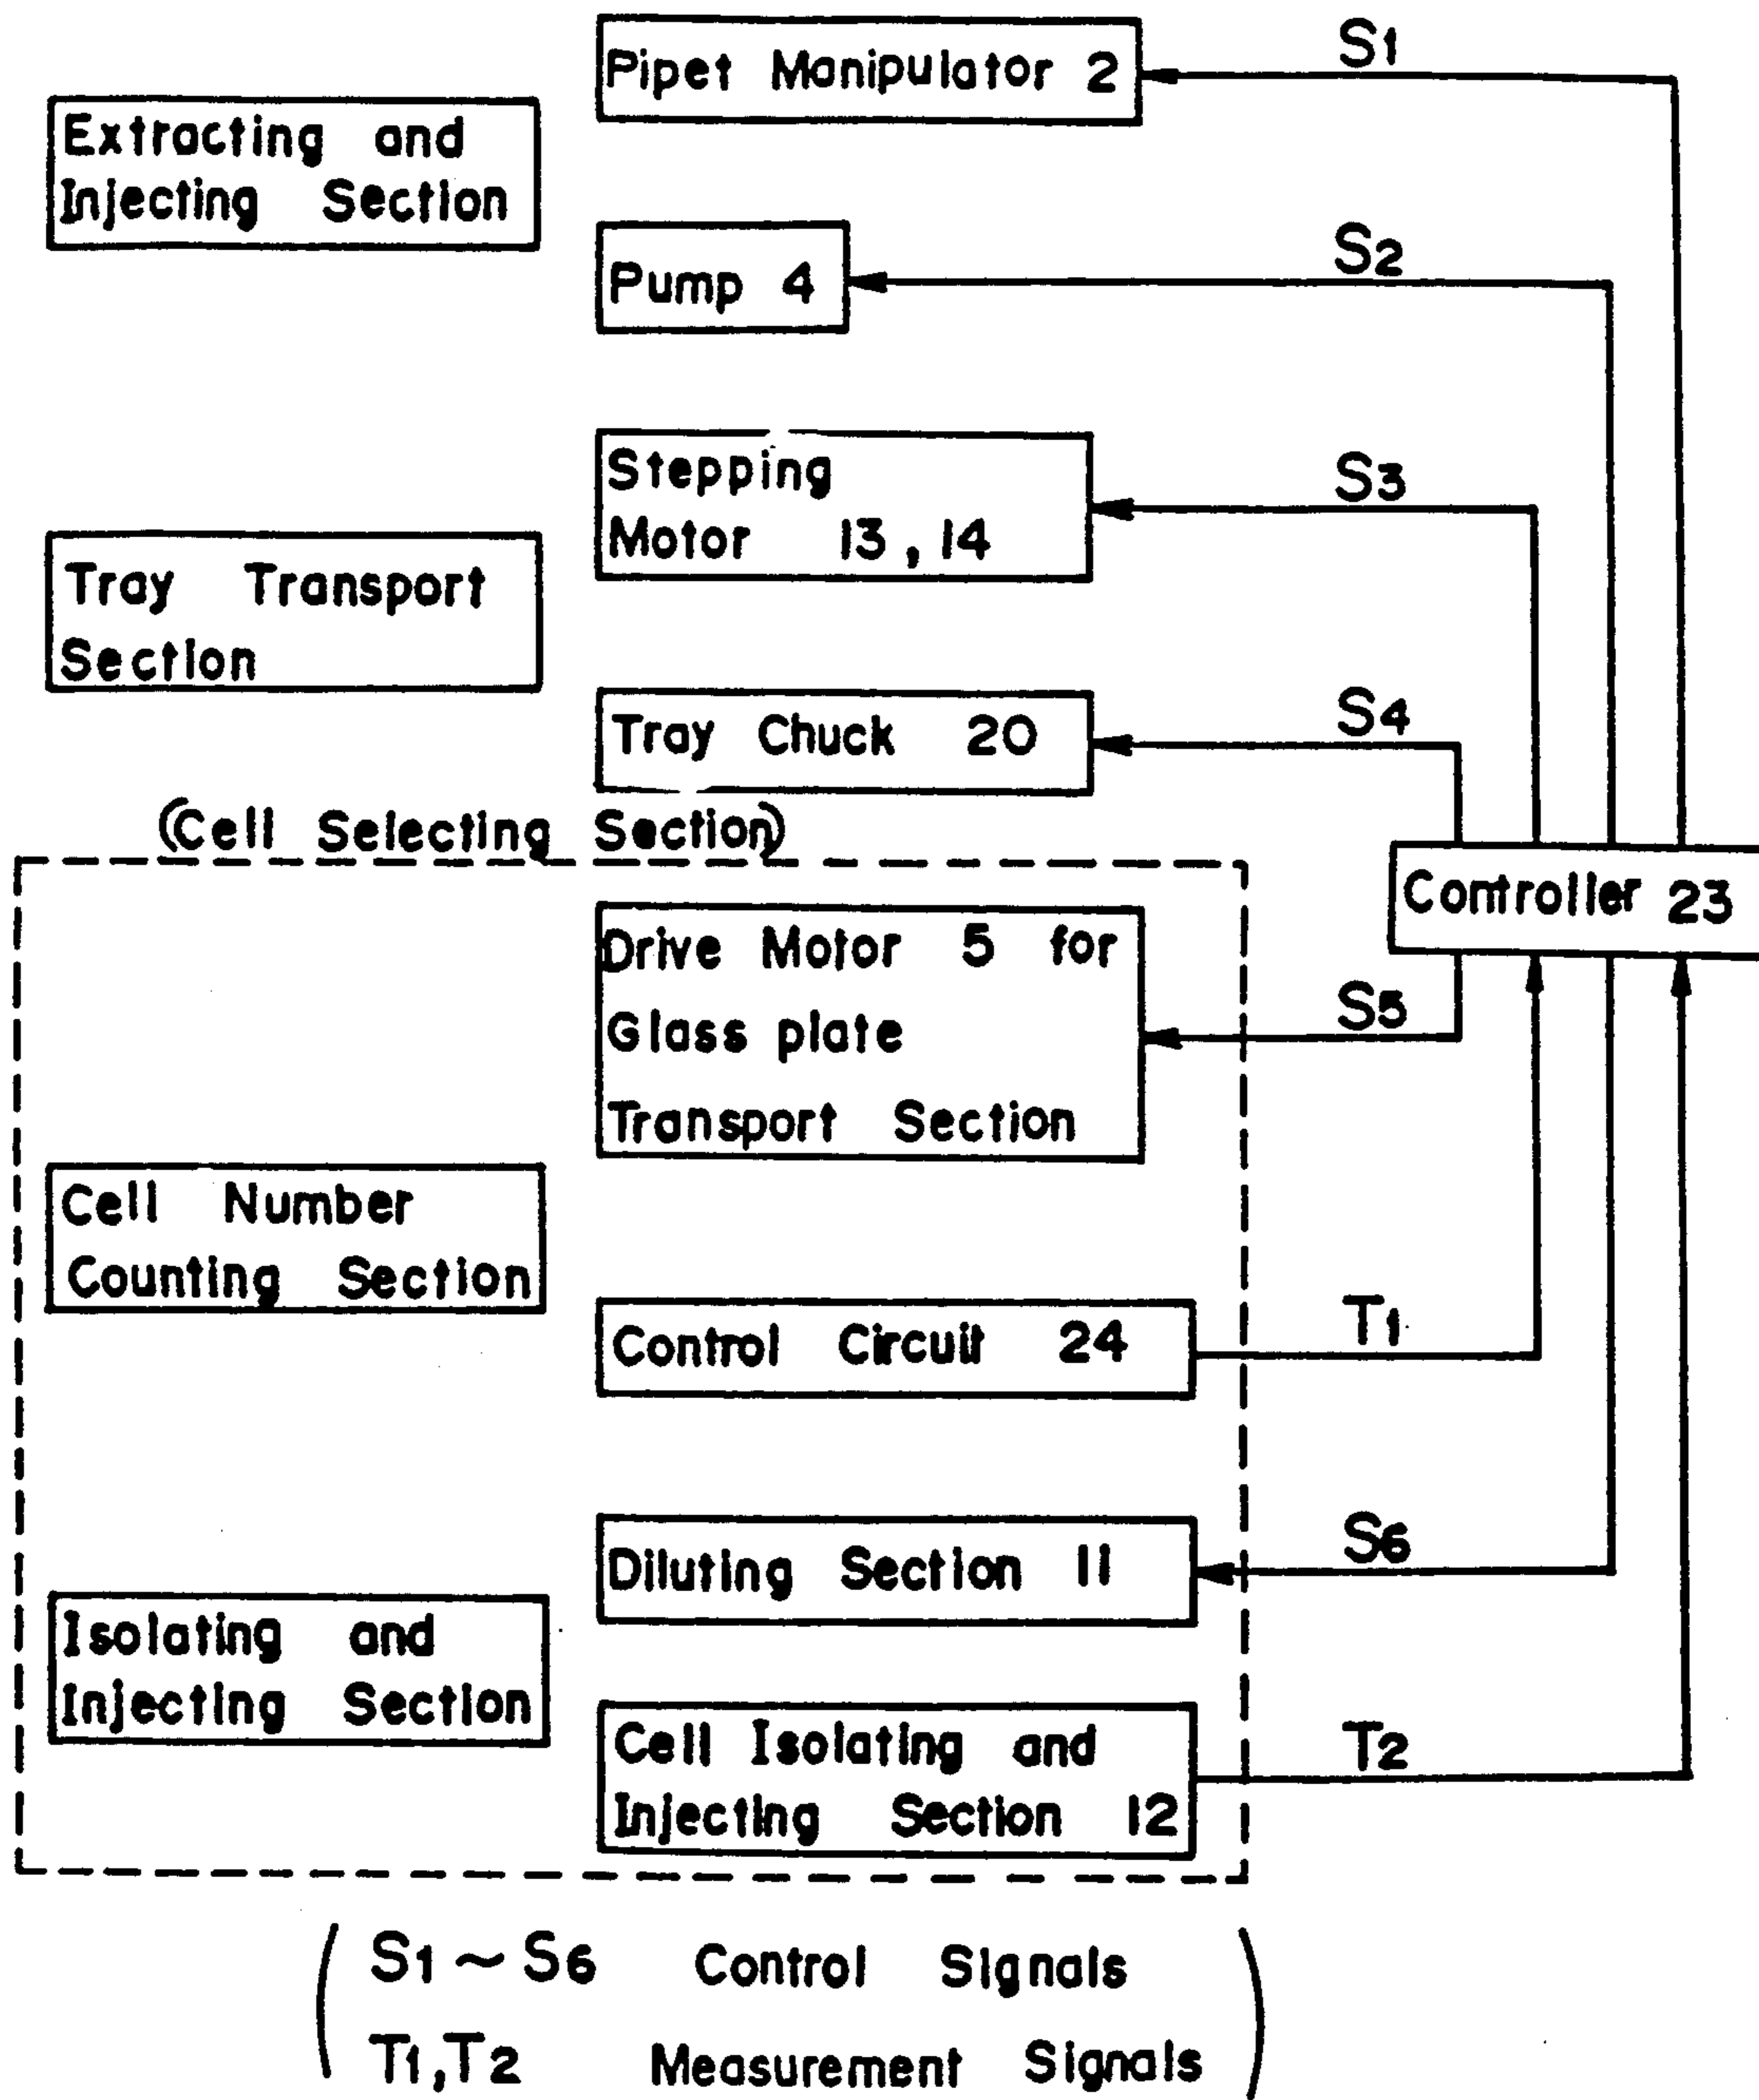 Pipet Manipulator 2
S1
Extracting and
Injecting Section
Pump 4
S2
Stepping
Motor 13, 14
S3
Tray Transport
Section
Tray Chuck 20
S4
(Cell Selecting Section)
Controller 23
Drive Motor 5 for
Glass plate
Transport Section
S5
Cell Number
Counting Section
Control Circuit 24
T1
Diluting Section 11
S6
Isolating and
Injecting Section
Cell Isolating and
Injecting Section 12
T2
S1 ~ S6 Control Signals
T1, T2 Measurement Signals